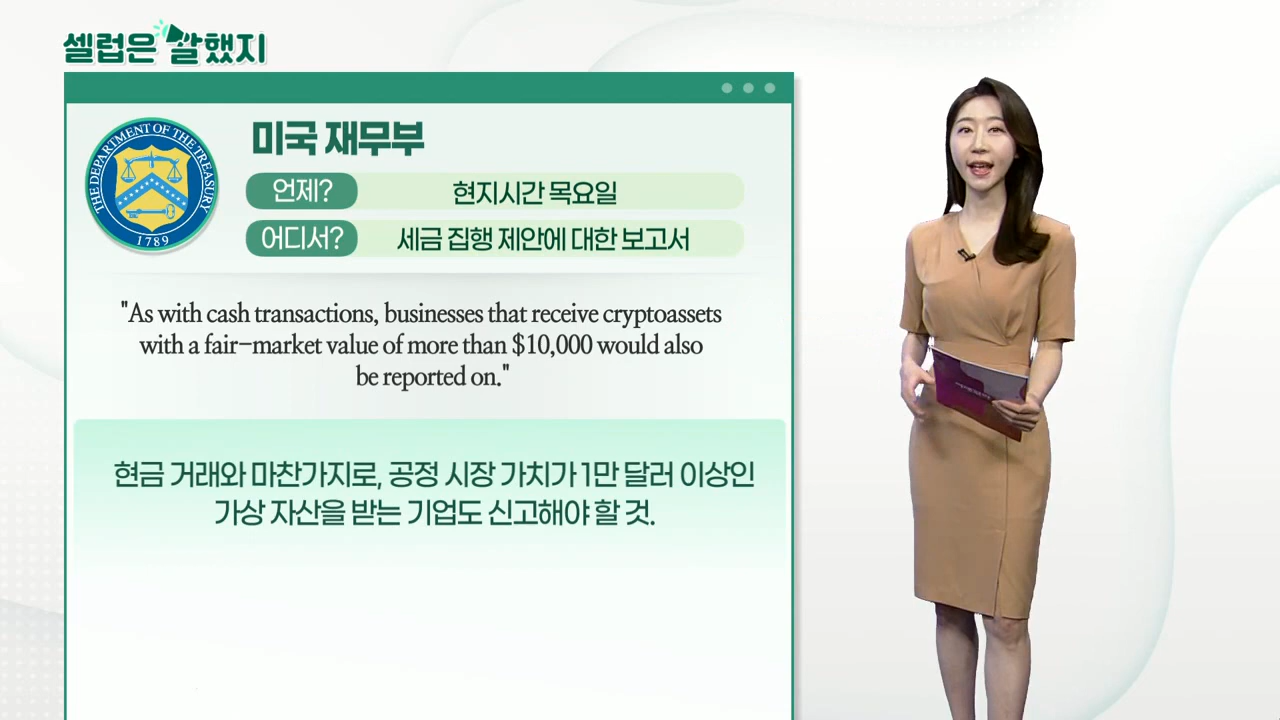 셀럽은 말했지
THE DEPARTMENT OF THE TREASURY
1789
미국 재무부
언제? 현지시간 목요일
어디서? 세금 집행 제안에 대한 보고서
"As with cash transactions, businesses that receive cryptoassets
with a fair-market value of more than $10,000 would also
be reported on."
현금 거래와 마찬가지로, 공정 시장 가치가 1만 달러 이상인
가상 자산을 받는 기업도 신고해야 할 것.